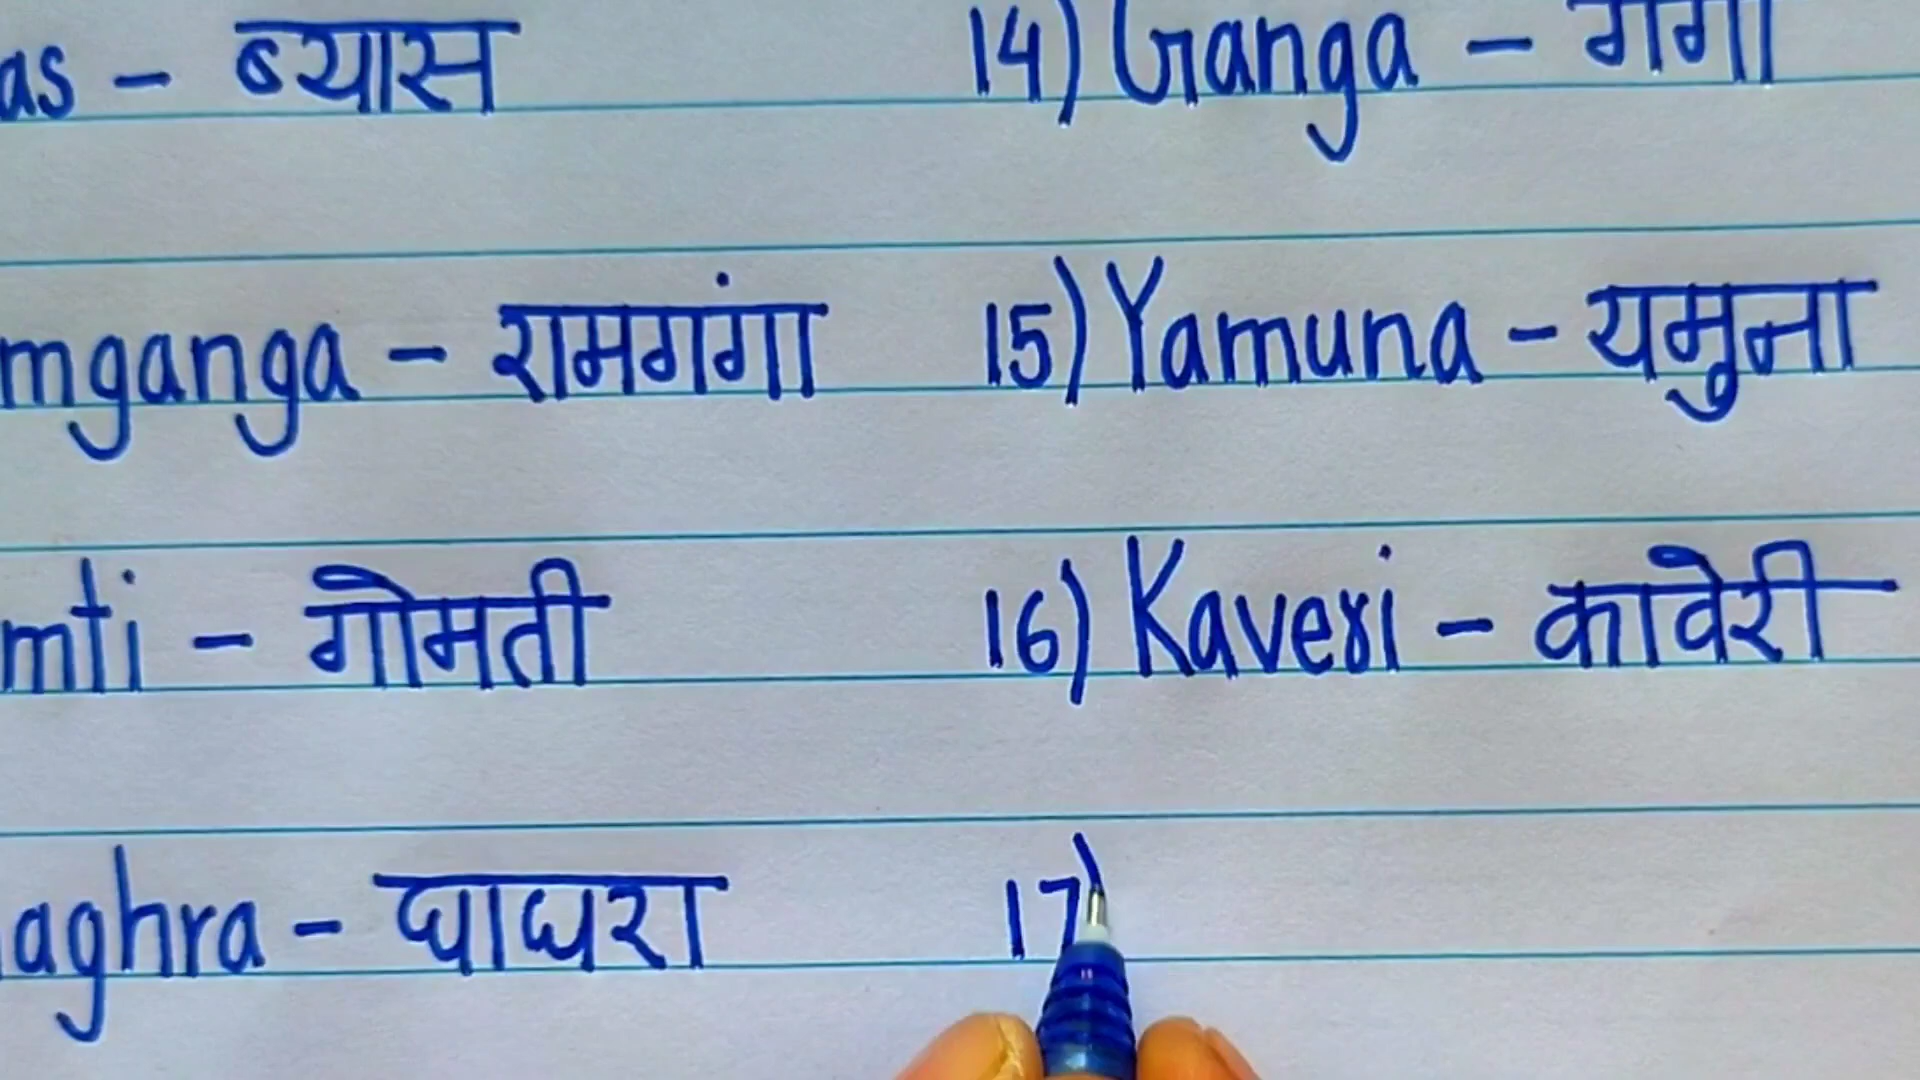 as - ब्यास
14) Ganga - गंगा
mganga - रामगंगा
15) Yamuna - यमुना
mti - गोमती
16) Kaveri - कावेरी
aghra - घाघरा
17)